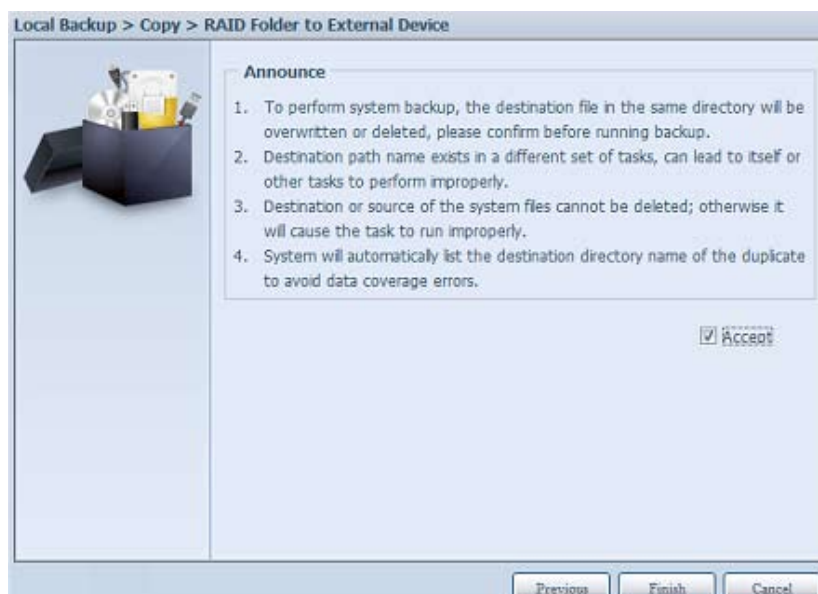 Local Backup > Copy > RAID Folder to External Device
Announce
1. To perform system backup, the destination file in the same directory will be
overwritten or deleted, please confirm before running backup.
2. Destination path name exists in a different set of tasks, can lead to itself or
other tasks to perform improperly.
3. Destination or source of the system files cannot be deleted; otherwise it
will cause the task to run improperly.
4. System will automatically list the destination directory name of the duplicate
to avoid data coverage errors.
Accept
Previous Finish Cancel